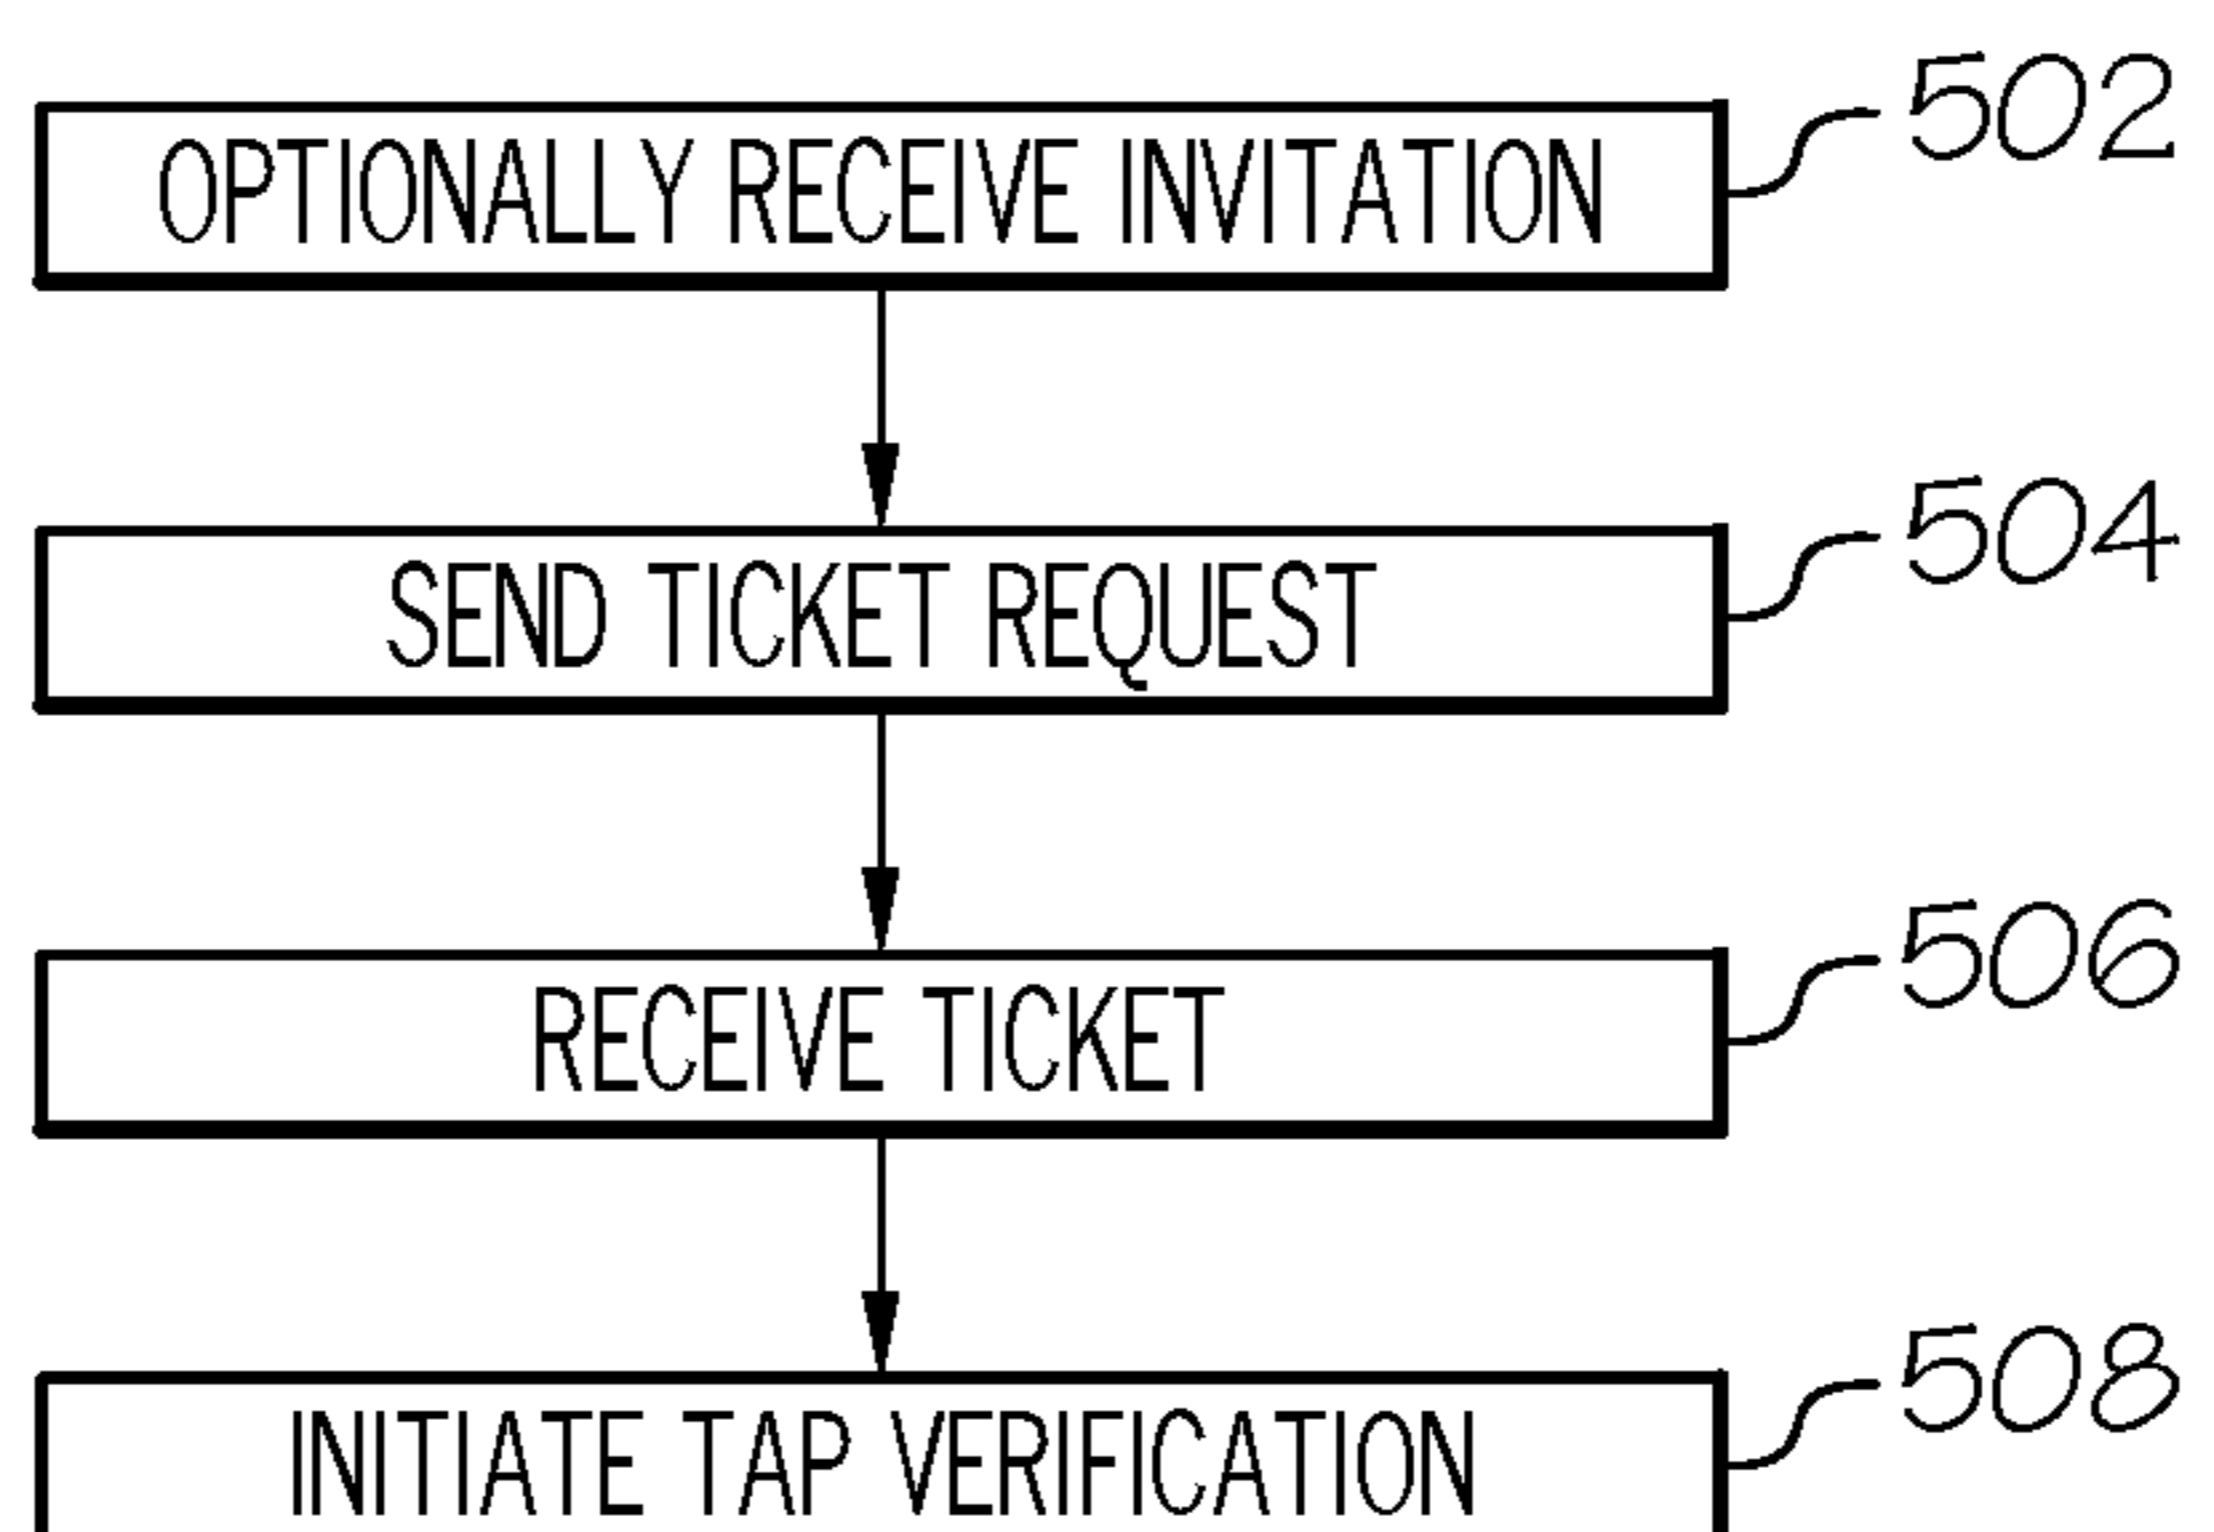 OPTIONALLY RECEIVE INVITATION 502
SEND TICKET REQUEST 504
RECEIVE TICKET 506
INITIATE TAP VERIFICATION 508